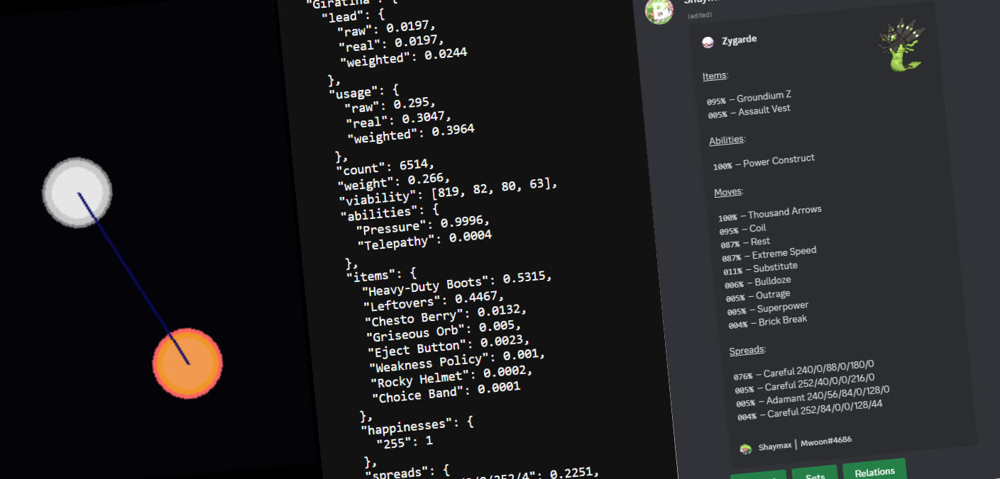 "Giratina": {
"lead": {
"raw": 0.0197,
"real": 0.0197,
"weighted": 0.0244
},
"usage": {
"raw": 0.295,
"real": 0.3047,
"weighted": 0.3964
},
"count": 6514,
"weight": 0.266,
"viability": [819, 82, 80, 63],
"abilities": {
"Pressure": 0.9996,
"Telepathy": 0.0004
},
"items": {
"Heavy-Duty Boots": 0.5315,
"Leftovers": 0.4467,
"Chesto Berry": 0.0132,
"Griseous Orb": 0.005,
"Eject Button": 0.0023,
"Weakness Policy": 0.001,
"Rocky Helmet": 0.0002,
"Choice Band": 0.0001
},
"happinesses": {
"255": 1
},
"spreads": {
/0/252/4": 0.2251,
B
Shaymax
(edited)
Zygarde
Items:
095% – Groundium Z
005% – Assault Vest
Abilities:
100% – Power Construct
Moves:
100% – Thousand Arrows
095% – Coil
087% – Rest
087% – Extreme Speed
011% – Substitute
006% – Bulldoze
005% – Outrage
005% – Superpower
004% – Brick Break
Spreads:
076% – Careful 240/0/88/0/180/0
005% – Careful 252/40/0/0/216/0
005% – Adamant 240/56/84/0/128/0
004% – Careful 252/84/0/0/128/44
Shaymax | Mwoon#4686
Sets
Relations